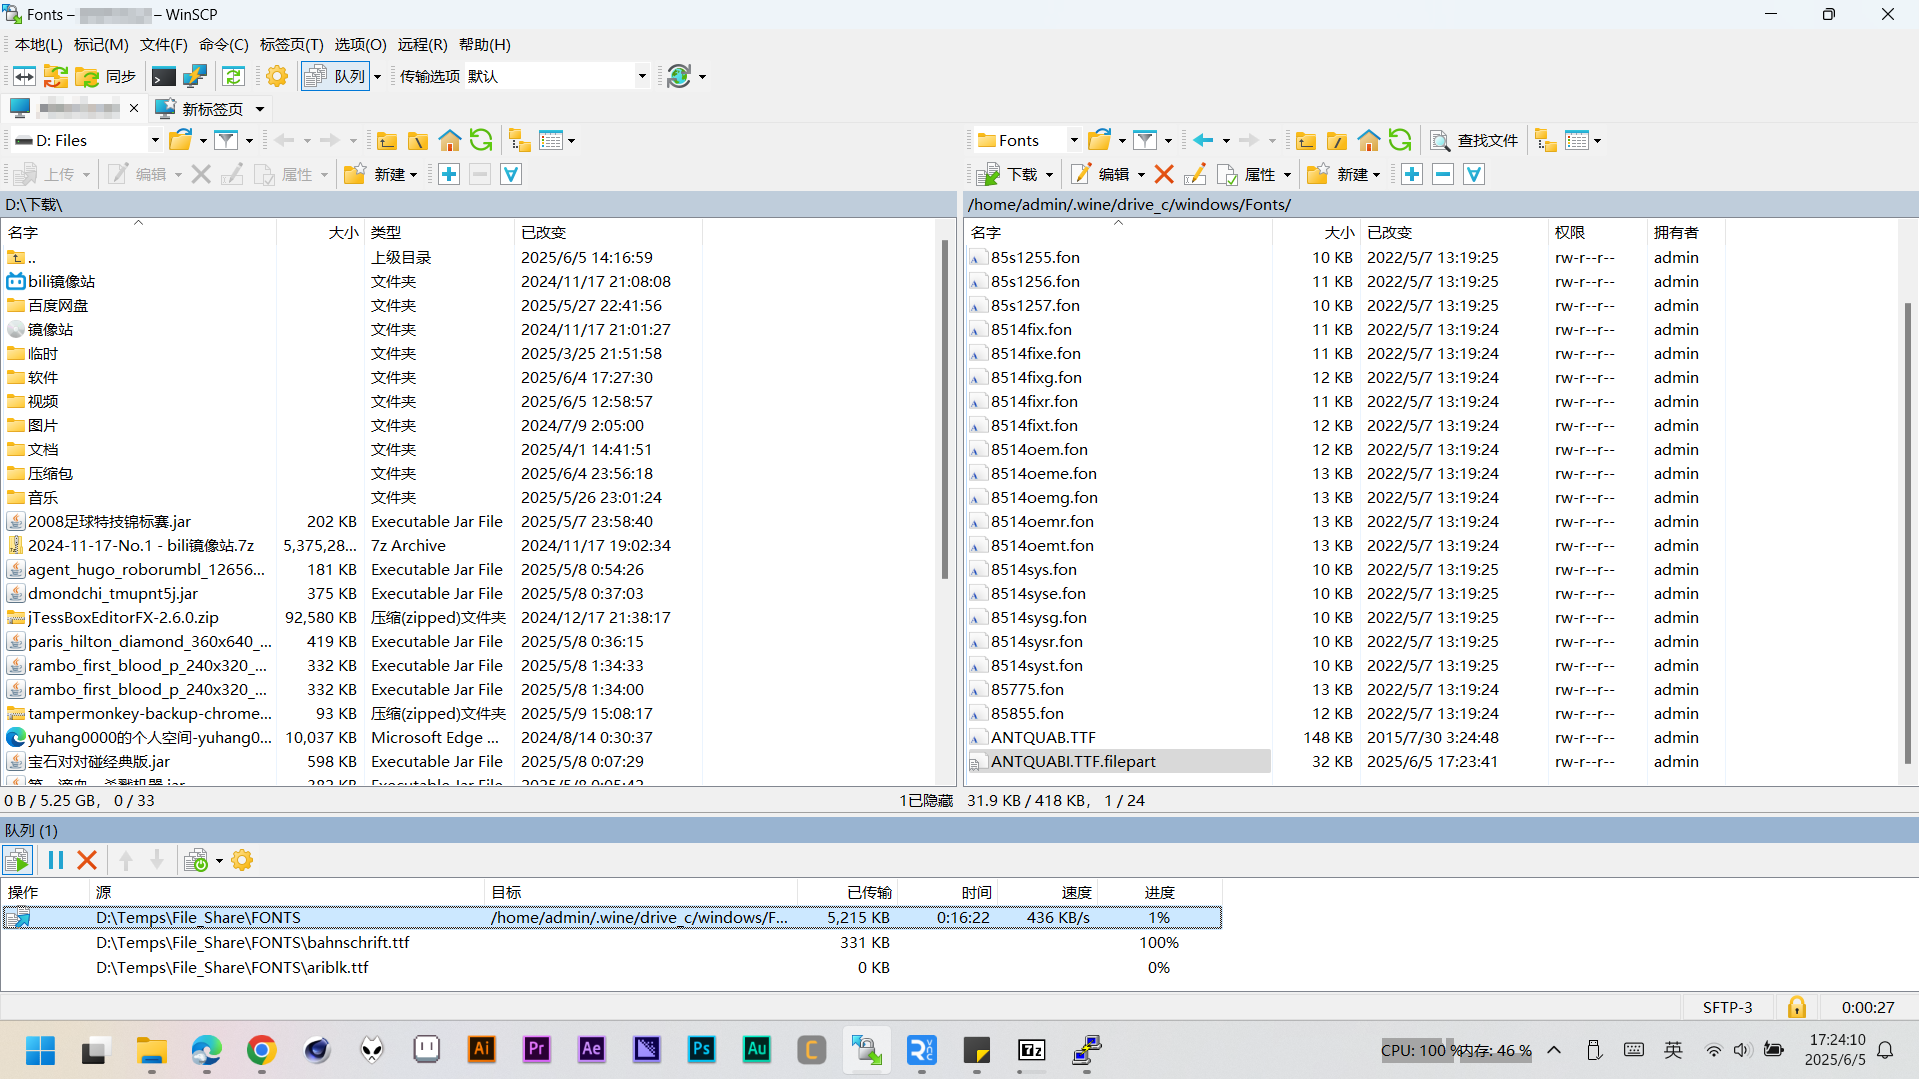 Fonts – – WinSCP
本地(L) 标记(M) 文件(F) 命令(C) 标签页(T) 选项(O) 远程(R) 帮助(H)
同步 队列 传输选项 默认
新标签页
D: Files
上传 编辑 属性 新建
D:\下载\
名字 大小 类型 已改变
.. 上级目录 2025/6/5 14:16:59
bili镜像站 文件夹 2024/11/17 21:08:08
百度网盘 文件夹 2025/5/27 22:41:56
镜像站 文件夹 2024/11/17 21:01:27
临时 文件夹 2025/3/25 21:51:58
软件 文件夹 2025/6/4 17:27:30
视频 文件夹 2025/6/5 12:58:57
图片 文件夹 2024/7/9 2:05:00
文档 文件夹 2025/4/1 14:41:51
压缩包 文件夹 2025/6/4 23:56:18
音乐 文件夹 2025/5/26 23:01:24
2008足球特技锦标赛.jar 202 KB Executable Jar File 2025/5/7 23:58:40
2024-11-17-No.1 - bili镜像站.7z 5,375,28... 7z Archive 2024/11/17 19:02:34
agent_hugo_roborumbl_12656... 181 KB Executable Jar File 2025/5/8 0:54:26
dmondchi_tmupnt5j.jar 375 KB Executable Jar File 2025/5/8 0:37:03
jTessBoxEditorFX-2.6.0.zip 92,580 KB 压缩(zipped)文件夹 2024/12/17 21:38:17
paris_hilton_diamond_360x640_... 419 KB Executable Jar File 2025/5/8 0:36:15
rambo_first_blood_p_240x320_... 332 KB Executable Jar File 2025/5/8 1:34:33
rambo_first_blood_p_240x320_... 332 KB Executable Jar File 2025/5/8 1:34:00
tampermonkey-backup-chrome... 93 KB 压缩(zipped)文件夹 2025/5/9 15:08:17
yuhang0000的个人空间-yuhang0... 10,037 KB Microsoft Edge ... 2024/8/14 0:30:37
宝石对对碰经典版.jar 598 KB Executable Jar File 2025/5/8 0:07:29
第一滴血 382 KB Executable Jar File 2025/5/8 0:05:42
0 B / 5.25 GB, 0 / 33 1已隐藏
Fonts 查找文件
下载 编辑 属性 新建
/home/admin/.wine/drive_c/windows/Fonts/
名字 大小 已改变 权限 拥有者
85s1255.fon 10 KB 2022/5/7 13:19:25 rw-r--r-- admin
85s1256.fon 11 KB 2022/5/7 13:19:25 rw-r--r-- admin
85s1257.fon 10 KB 2022/5/7 13:19:25 rw-r--r-- admin
8514fix.fon 11 KB 2022/5/7 13:19:24 rw-r--r-- admin
8514fixe.fon 11 KB 2022/5/7 13:19:24 rw-r--r-- admin
8514fixg.fon 12 KB 2022/5/7 13:19:24 rw-r--r-- admin
8514fixr.fon 11 KB 2022/5/7 13:19:24 rw-r--r-- admin
8514fixt.fon 12 KB 2022/5/7 13:19:24 rw-r--r-- admin
8514oem.fon 12 KB 2022/5/7 13:19:24 rw-r--r-- admin
8514oeme.fon 13 KB 2022/5/7 13:19:24 rw-r--r-- admin
8514oemg.fon 13 KB 2022/5/7 13:19:24 rw-r--r-- admin
8514oemr.fon 13 KB 2022/5/7 13:19:24 rw-r--r-- admin
8514oemt.fon 13 KB 2022/5/7 13:19:24 rw-r--r-- admin
8514sys.fon 10 KB 2022/5/7 13:19:25 rw-r--r-- admin
8514syse.fon 10 KB 2022/5/7 13:19:24 rw-r--r-- admin
8514sysg.fon 10 KB 2022/5/7 13:19:25 rw-r--r-- admin
8514sysr.fon 10 KB 2022/5/7 13:19:25 rw-r--r-- admin
8514syst.fon 10 KB 2022/5/7 13:19:25 rw-r--r-- admin
85775.fon 13 KB 2022/5/7 13:19:24 rw-r--r-- admin
85855.fon 12 KB 2022/5/7 13:19:24 rw-r--r-- admin
ANTQUAB.TTF 148 KB 2015/7/30 3:24:48 rw-r--r-- admin
ANTQUABI.TTF.filepart 32 KB 2025/6/5 17:23:41 rw-r--r-- admin
31.9 KB / 418 KB, 1 / 24
队列 (1)
操作 源 目标 已传输 时间 速度 进度
D:\Temps\File_Share\FONTS /home/admin/.wine/drive_c/windows/F... 5,215 KB 0:16:22 436 KB/s 1%
D:\Temps\File_Share\FONTS\bahnschrift.ttf 331 KB 100%
D:\Temps\File_Share\FONTS\ariblk.ttf 0 KB 0%
SFTP-3 0:00:27
Ai Pr Ae Ps Au C 7z
CPU: 100 % 内存: 46 % 英 17:24:10
2025/6/5